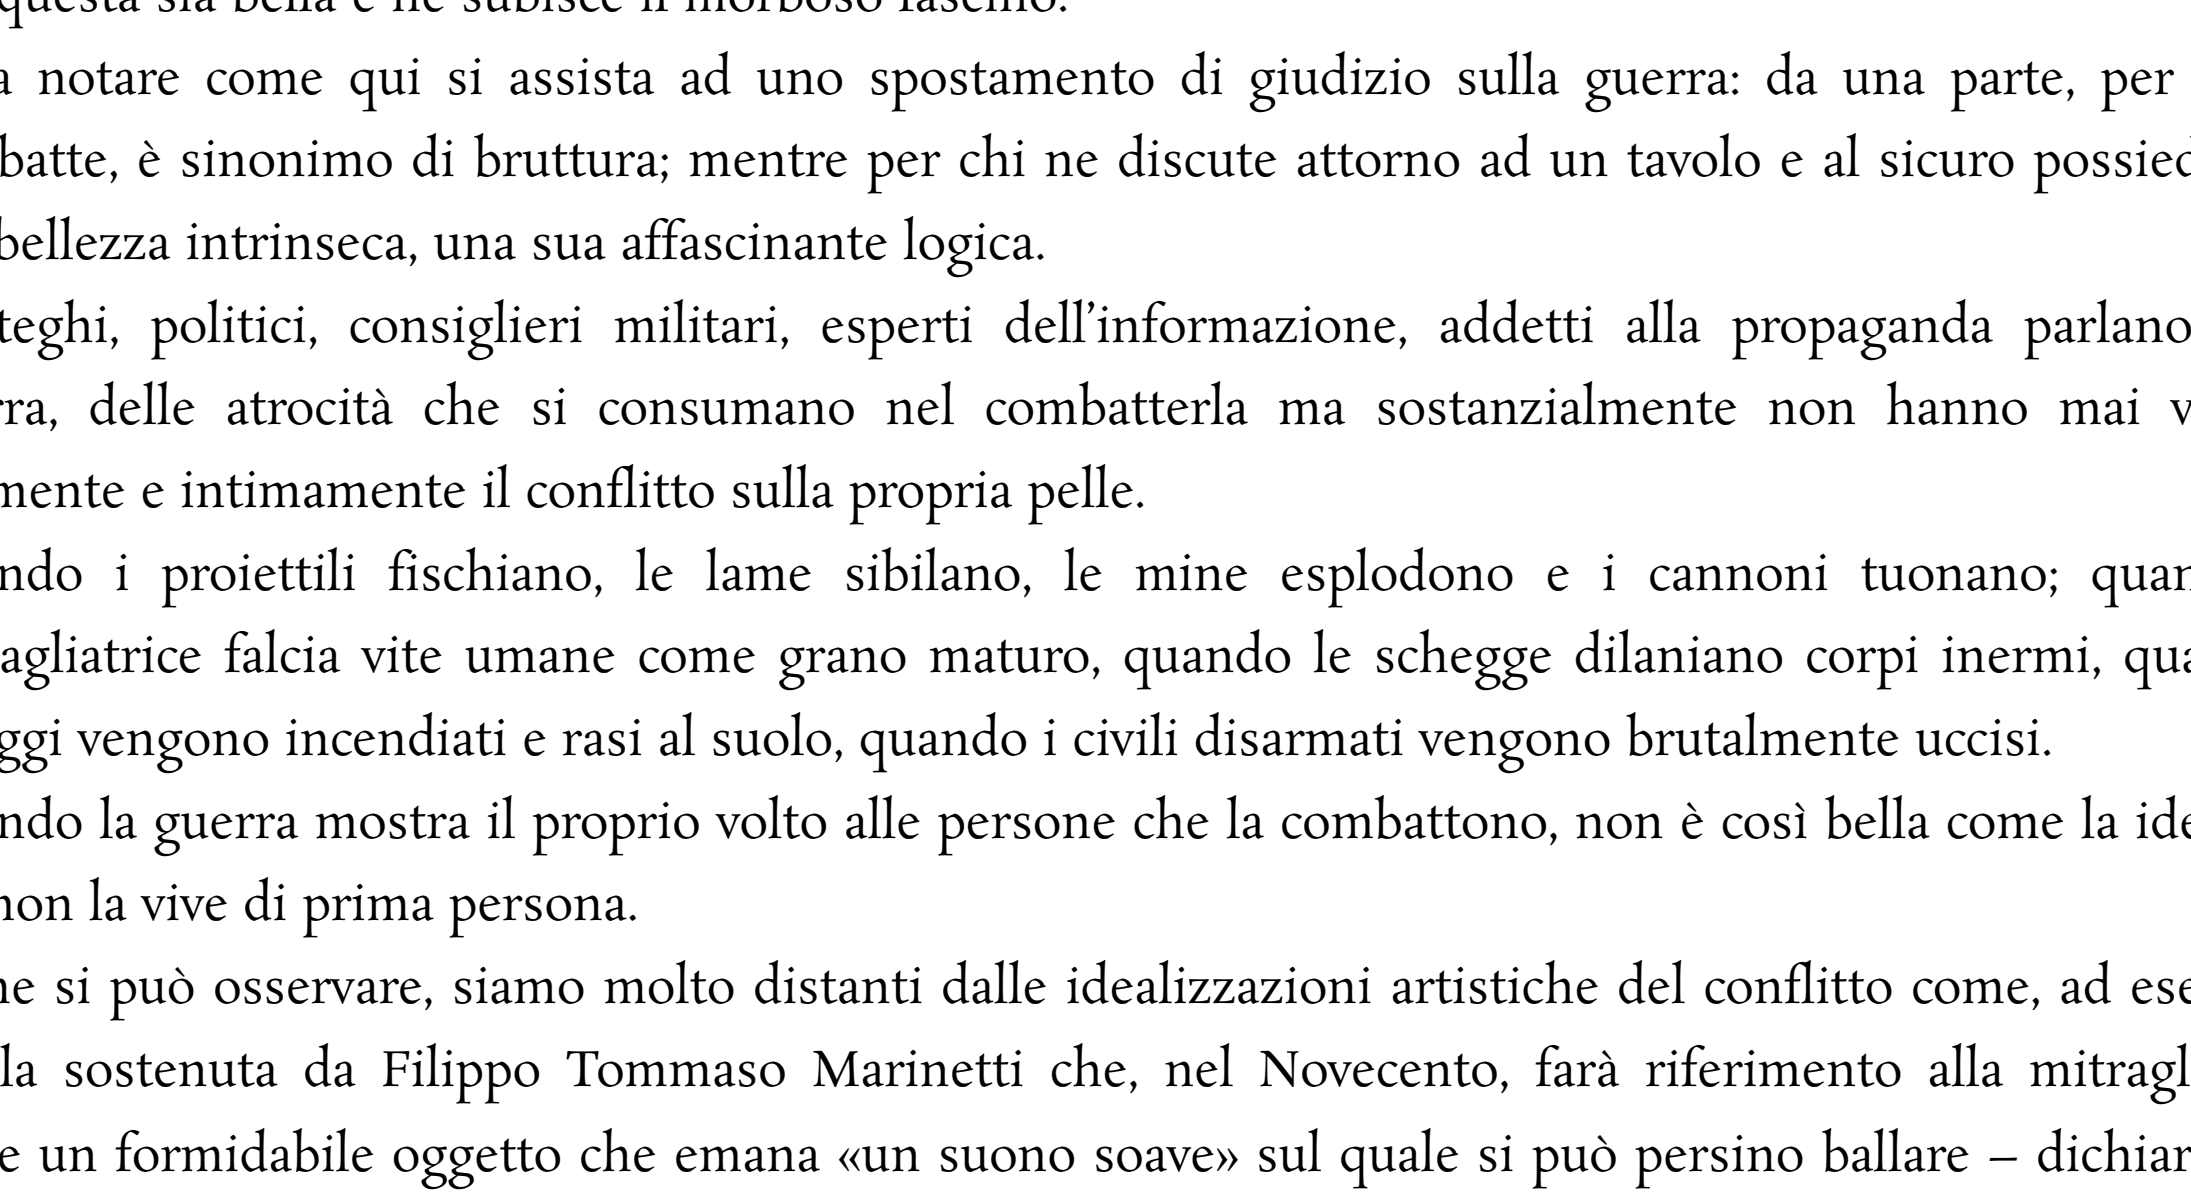 questa sia bella e ne subisce il morboso fascino.
a notare come qui si assista ad uno spostamento di giudizio sulla guerra: da una parte, per
batte, è sinonimo di bruttura; mentre per chi ne discute attorno ad un tavolo e al sicuro possied
bellezza intrinseca, una sua affascinante logica.
teghi, politici, consiglieri militari, esperti dell’informazione, addetti alla propaganda parlano
rra, delle atrocità che si consumano nel combatterla ma sostanzialmente non hanno mai v
mente e intimamente il conflitto sulla propria pelle.
ndo i proiettili fischiano, le lame sibilano, le mine esplodono e i cannoni tuonano; quan
agliatrice falcia vite umane come grano maturo, quando le schegge dilaniano corpi inermi, qua
ggi vengono incendiati e rasi al suolo, quando i civili disarmati vengono brutalmente uccisi.
ndo la guerra mostra il proprio volto alle persone che la combattono, non è così bella come la ide
non la vive di prima persona.
ne si può osservare, siamo molto distanti dalle idealizzazioni artistiche del conflitto come, ad ese
la sostenuta da Filippo Tommaso Marinetti che, nel Novecento, farà riferimento alla mitragl
e un formidabile oggetto che emana «un suono soave» sul quale si può persino ballare – dichiar